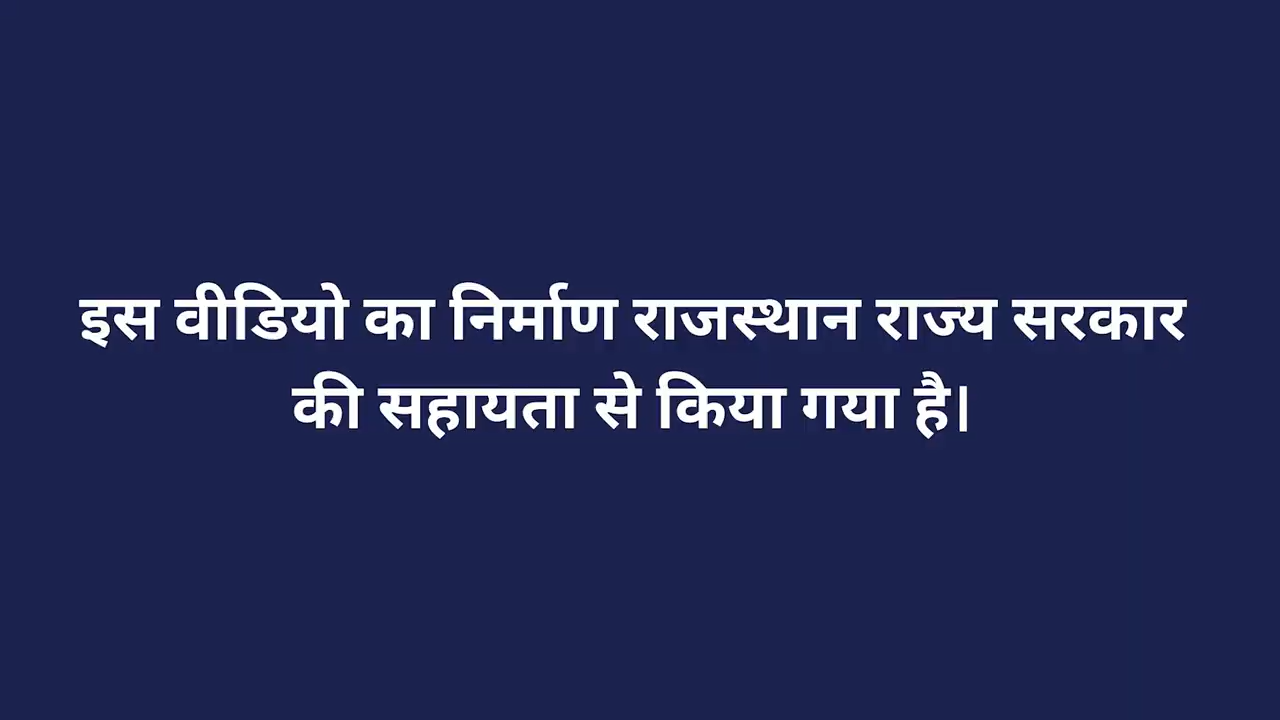 इस वीडियो का निर्माण राजस्थान राज्य सरकार
की सहायता से किया गया है।